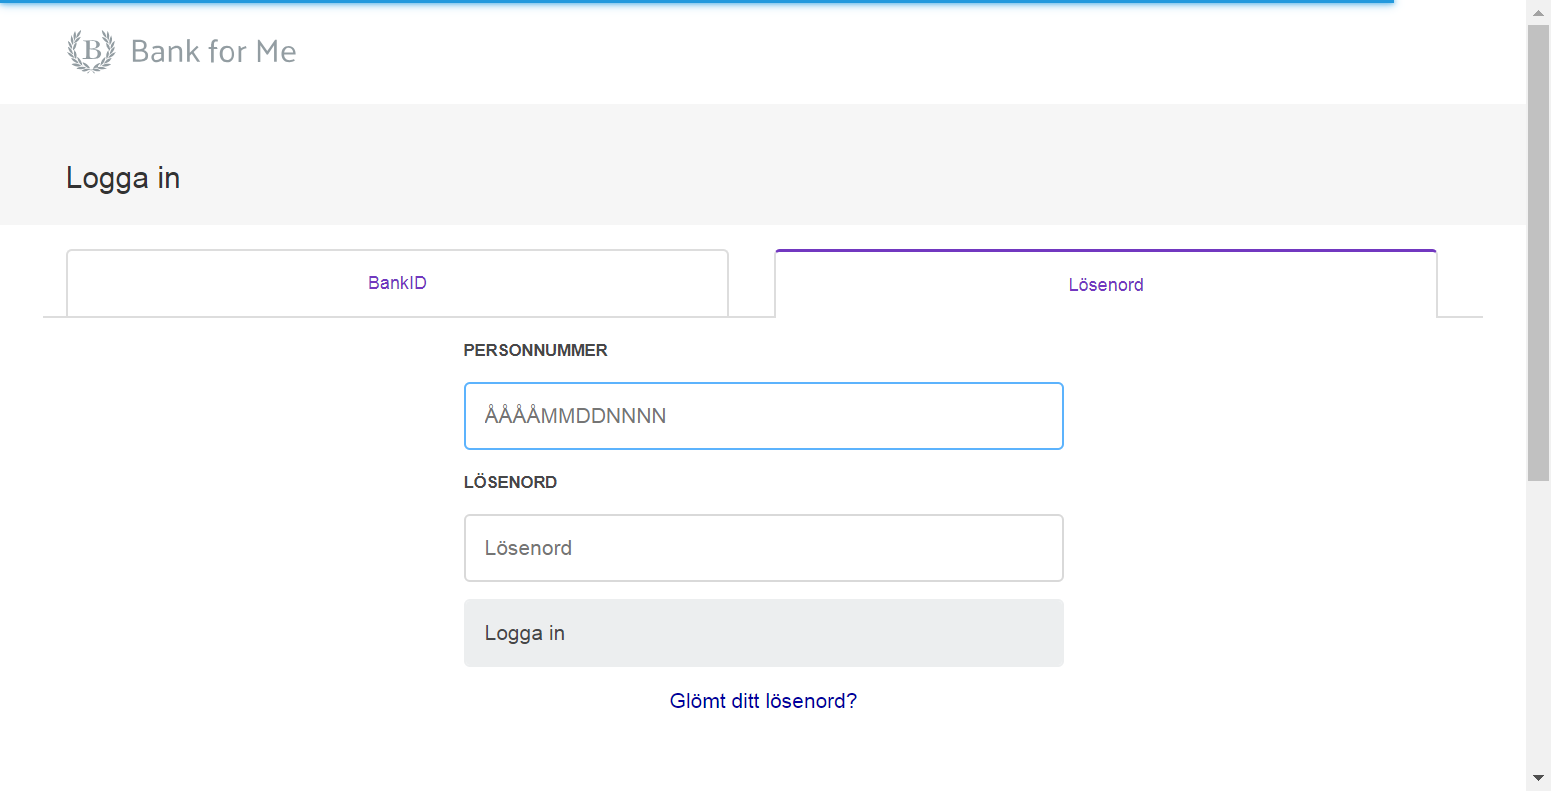 B Bank for Me
Logga in
BankID
Lösenord
PERSONNUMMER
ÅÅÅÅMMDDNNNN
LÖSENORD
Lösenord
Logga in
Glömt ditt lösenord?